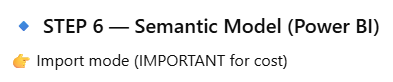 🔹 STEP 6 — Semantic Model (Power BI)
👉 Import mode (IMPORTANT for cost)